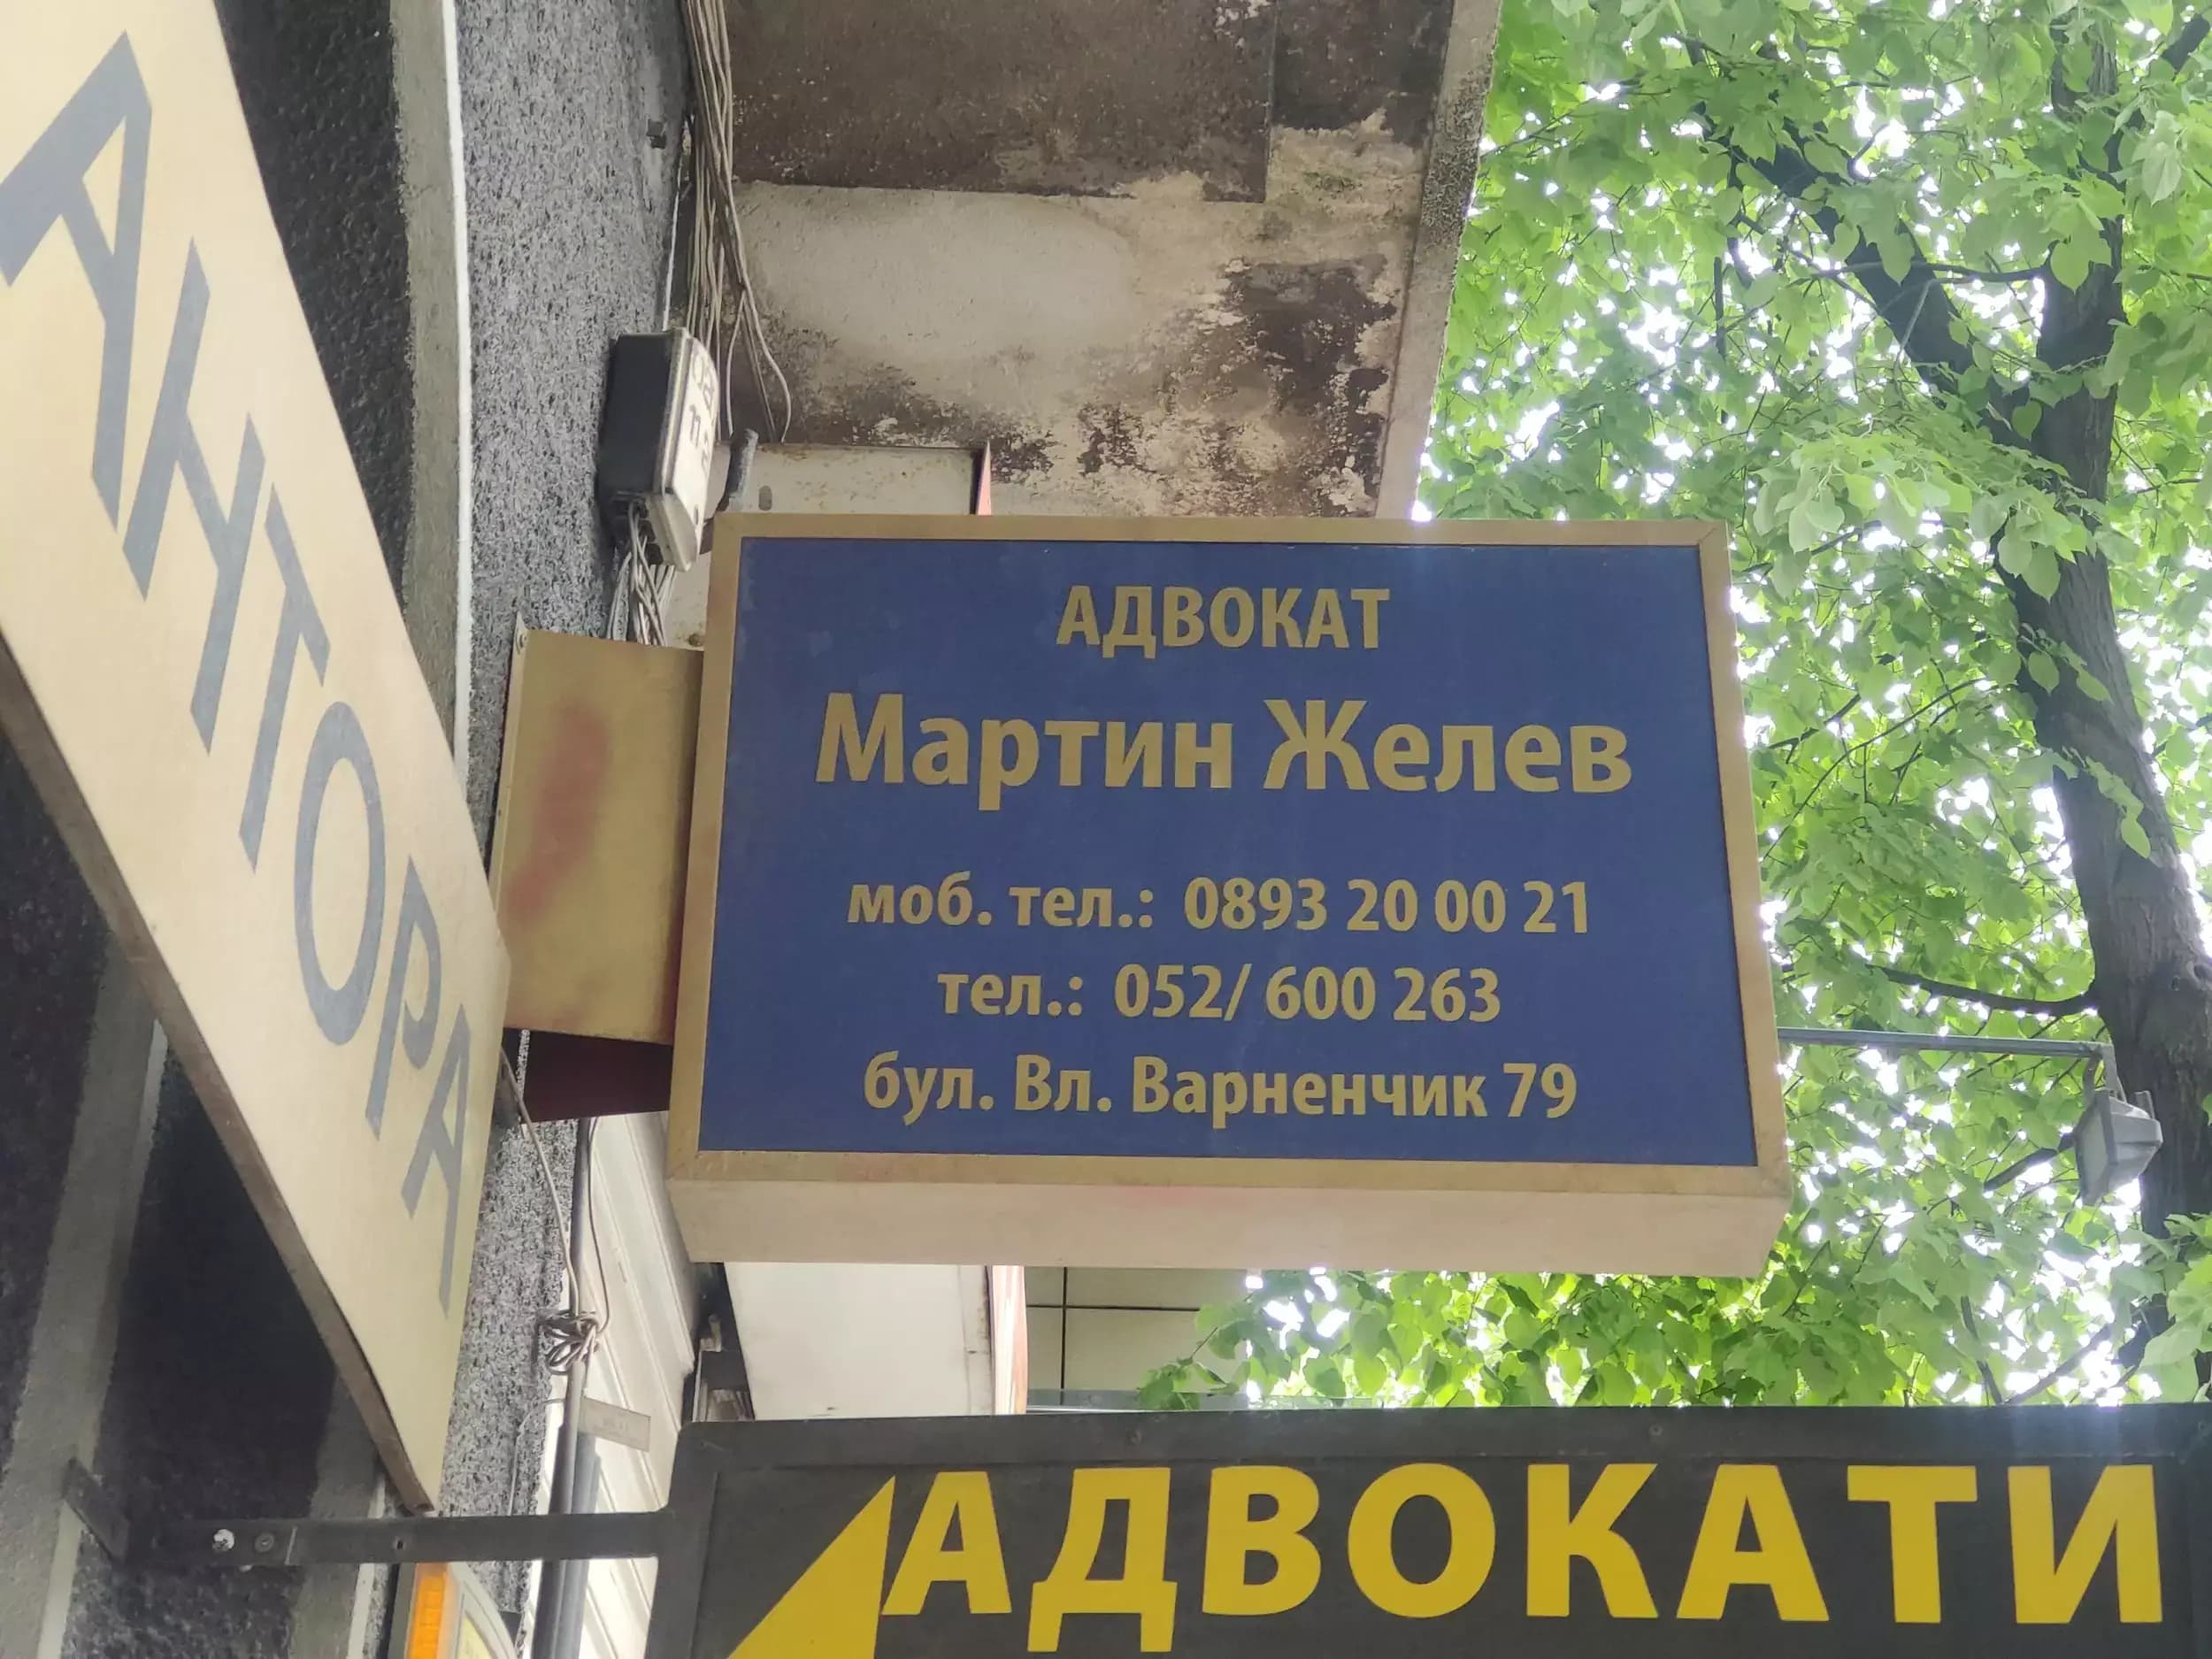 АНТОРА
АДВОКАТ
Мартин Желев
моб. тел.: 0893 20 00 21
тел.: 052/ 600 263
бул. Вл. Варненчик 79
АДВОКАТИ